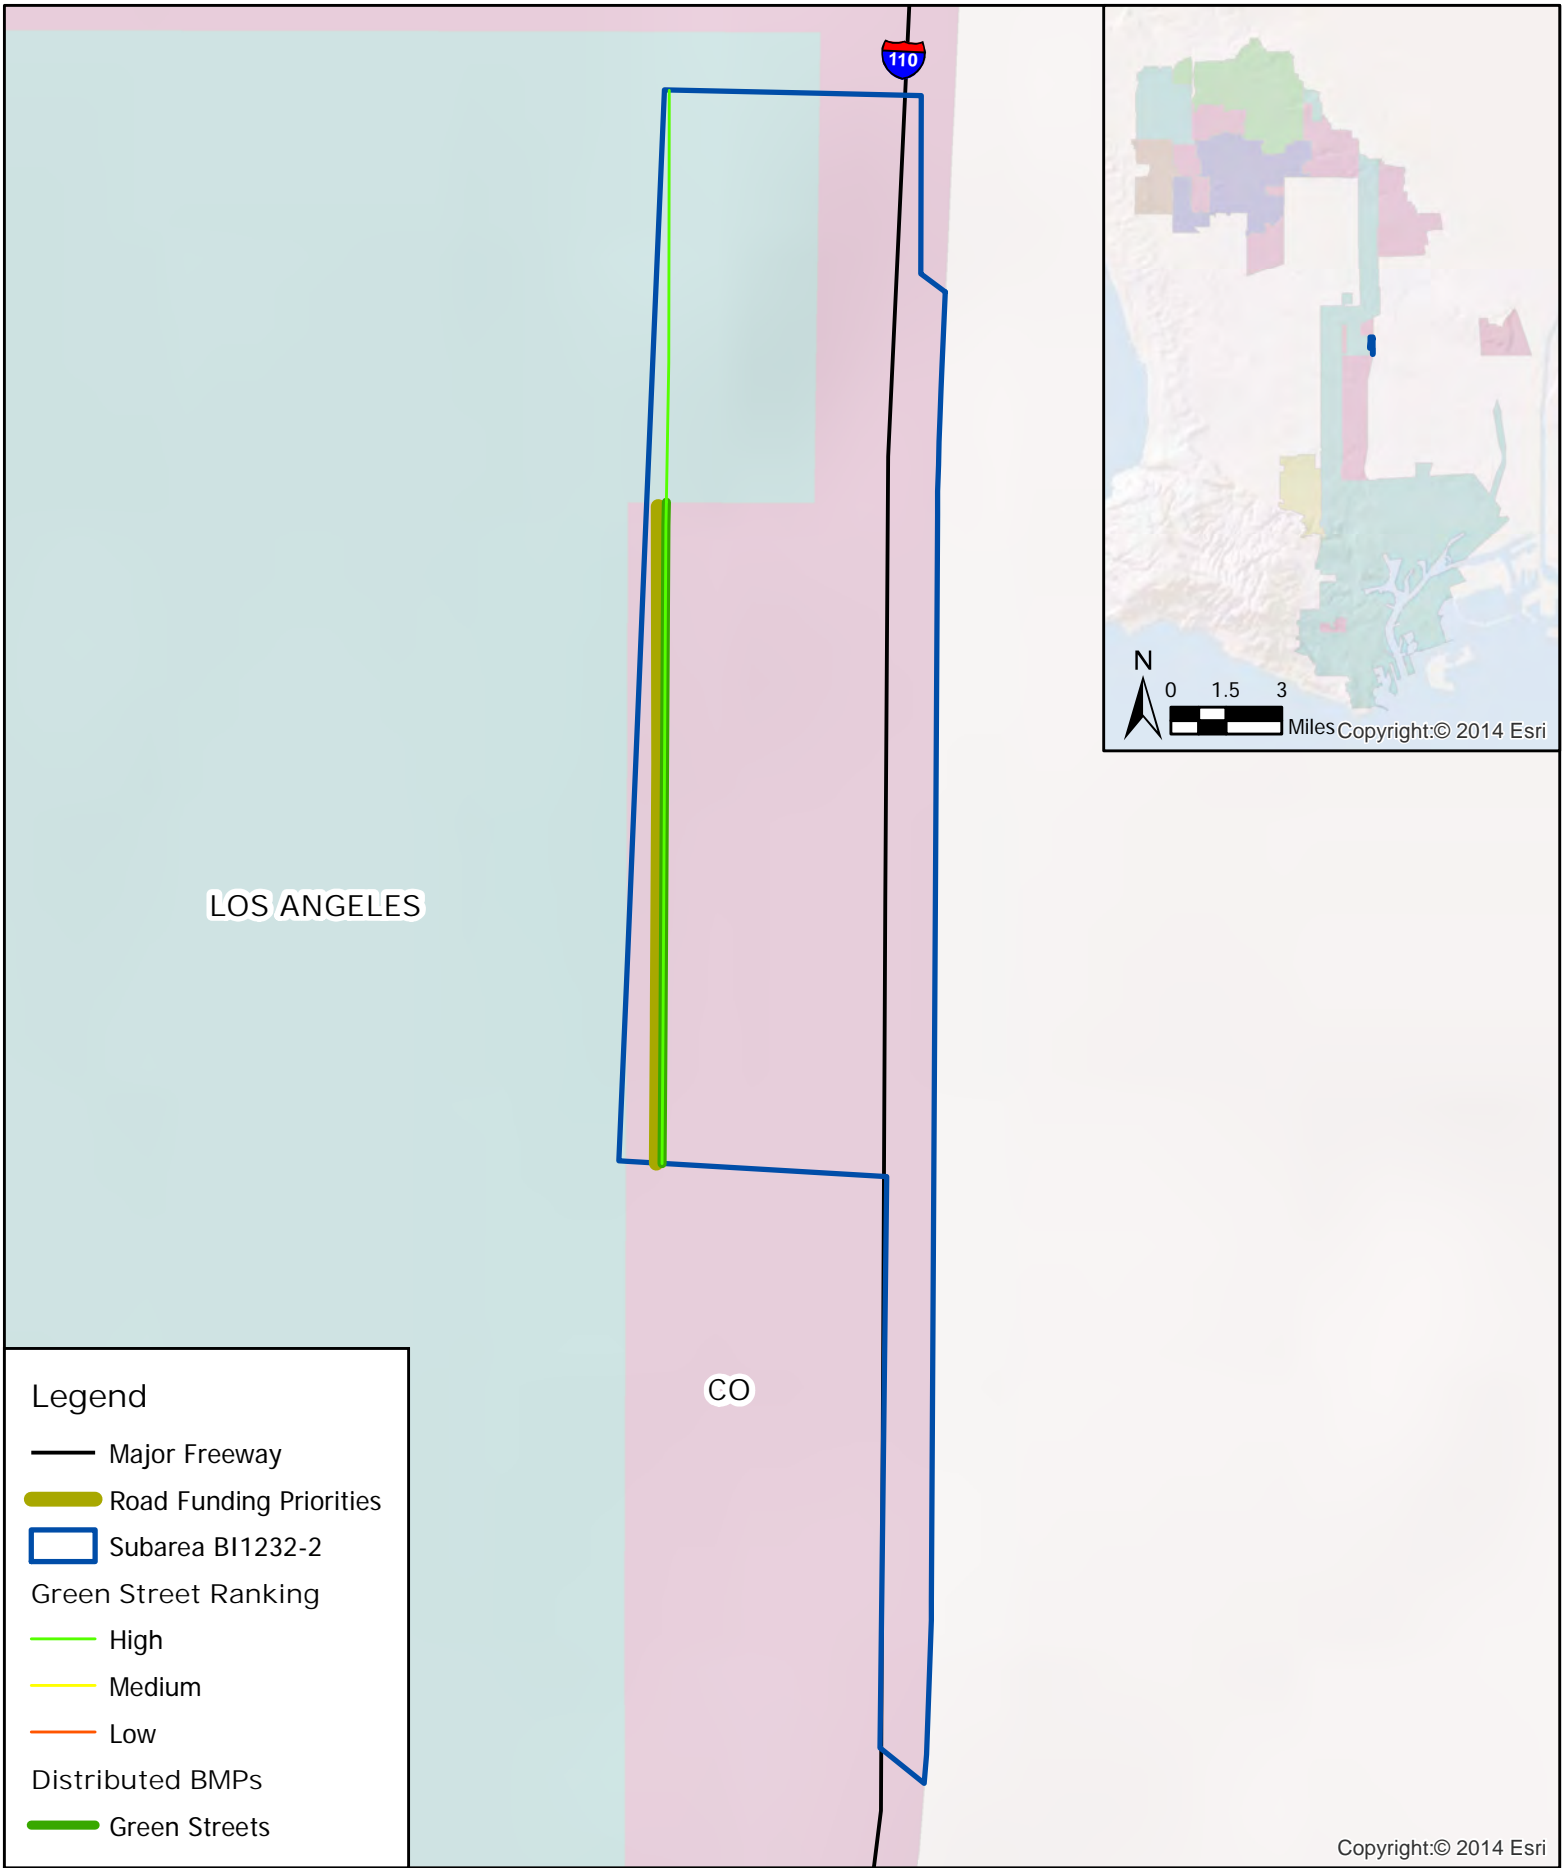 110
N
0 1.5 3
Miles
Copyright:© 2014 Esri
LOS ANGELES
CO
Legend
Major Freeway
Road Funding Priorities
Subarea BI1232-2
Green Street Ranking
High
Medium
Low
Distributed BMPs
Green Streets
Copyright:© 2014 Esri